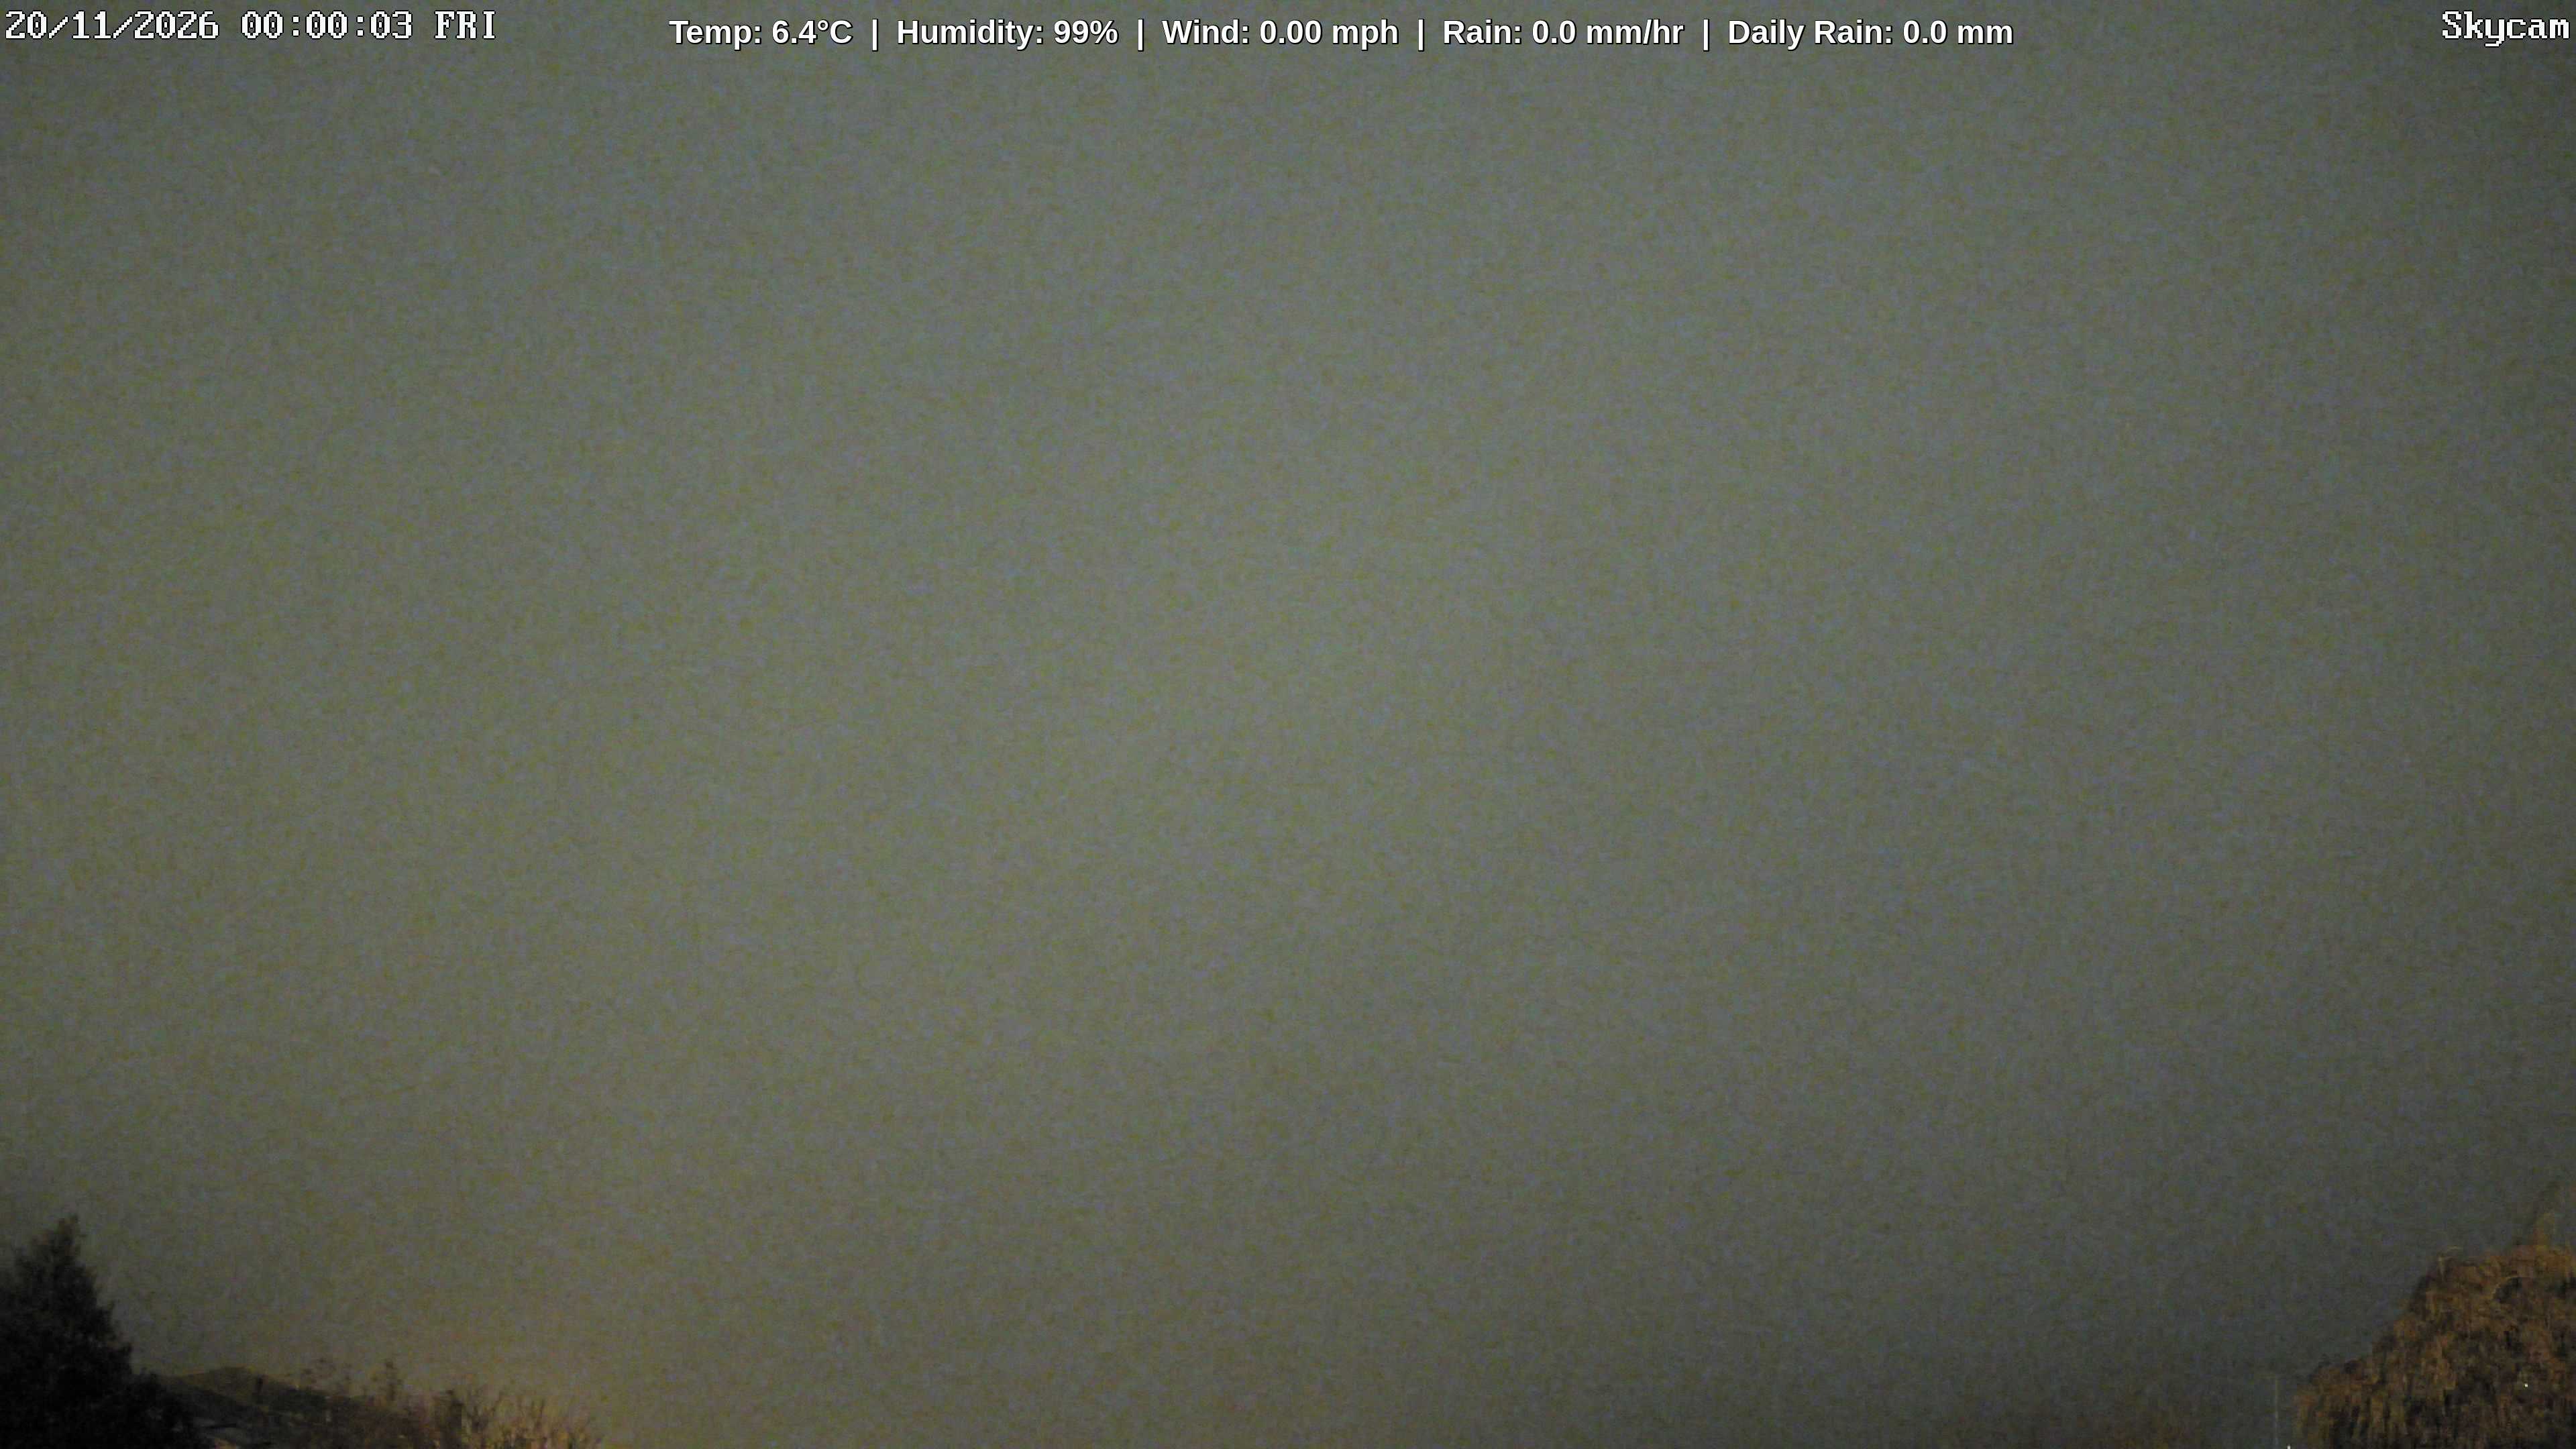 20/11/2026 00:00:03 FRI
Temp: 6.4°C | Humidity: 99% | Wind: 0.00 mph | Rain: 0.0 mm/hr | Daily Rain: 0.0 mm
Skycam